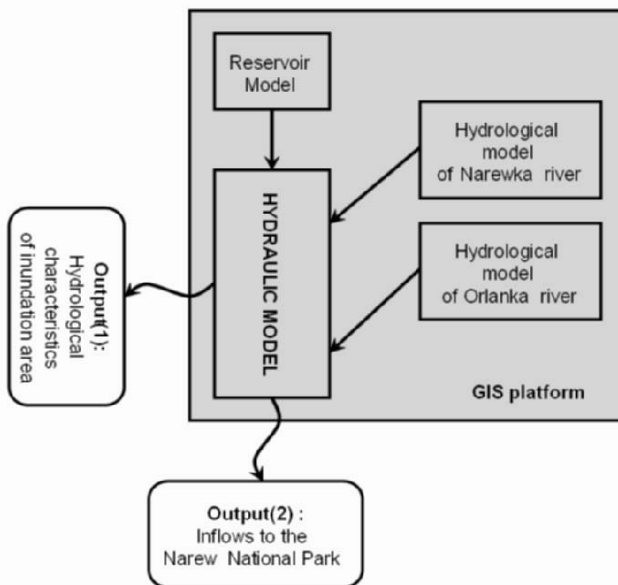 Reservoir
Model
Hydrological
model
of Narewka river
HYDRAULIC MODEL
Hydrological
model
of Orlanka river
GIS platform
Output(1):
Hydrological
characteristics
of inundation area
Output(2) :
Inflows to the
Narew National Park